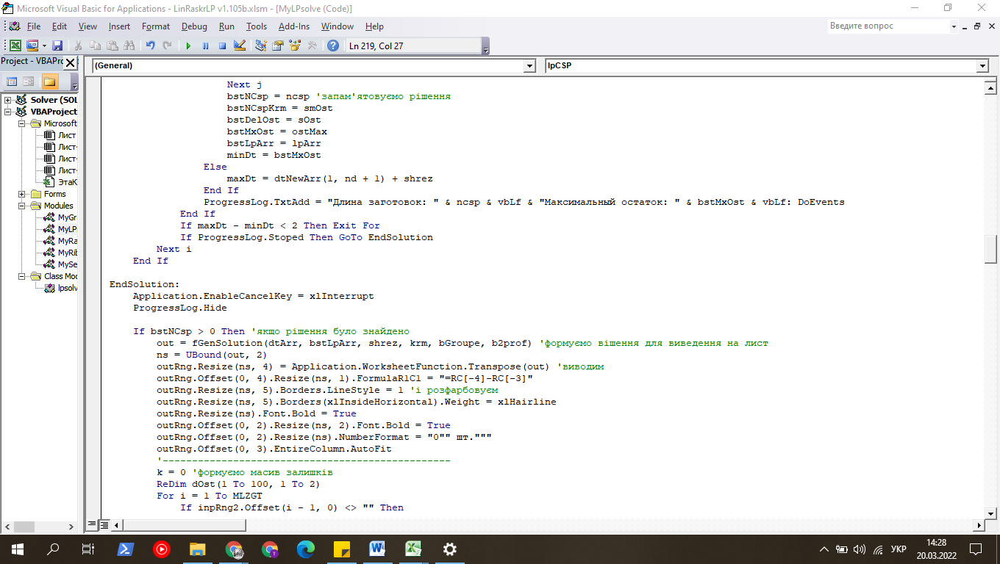 Microsoft Visual Basic for Applications - LinRaskrLP v1.105b.xlsm - [MyLPsolve (Code)]
File Edit View Insert Format Debug Run Tools Add-Ins Window Help
Введите вопрос
Ln 219, Col 27
Project - VBAPro
(General)
lpCSP
Solver (SOL
VBAProject
Microsoft
Лист
Лист
Лист
Лист
ЭтаК
Forms
Modules
MyGr
MyLP
MyRa
MyRib
MySe
Class Moc
lpsolv
Next j
bstNCsp = ncsp 'запам'ятовуємо рішення
bstNCspKrm = smOst
bstDelOst = sOst
bstMxOst = ostMax
bstLpArr = lpArr
minDt = bstMxOst
Else
maxDt = dtNewArr(1, nd + 1) + shrez
End If
ProgressLog.TxtAdd = "Длина заготовок: " & ncsp & vbLf & "Максимальный остаток: " & bstMxOst & vbLf: DoEvents
End If
If maxDt - minDt < 2 Then Exit For
If ProgressLog.Stoped Then GoTo EndSolution
Next i
End If
EndSolution:
Application.EnableCancelKey = xlInterrupt
ProgressLog.Hide
If bstNCsp > 0 Then 'якщо рішення було знайдено
out = fGenSolution(dtArr, bstLpArr, shrez, krm, bGroupe, b2prof) 'формуємо вішення для виведення на лист
ns = UBound(out, 2)
outRng.Resize(ns, 4) = Application.WorksheetFunction.Transpose(out) 'виводим
outRng.Offset(0, 4).Resize(ns, 1).FormulaR1C1 = "=RC[-4]-RC[-3]"
outRng.Resize(ns, 5).Borders.LineStyle = 1 'і розфарбовуєм
outRng.Resize(ns, 5).Borders(xlInsideHorizontal).Weight = xlHairline
outRng.Resize(ns).Font.Bold = True
outRng.Offset(0, 2).Resize(ns, 2).Font.Bold = True
outRng.Offset(0, 2).Resize(ns).NumberFormat = "0"" шт."""
outRng.Offset(0, 3).EntireColumn.AutoFit
'-------------------------------------------------
k = 0 'формуємо масив залишків
ReDim dOst(1 To 100, 1 To 2)
For i = 1 To MLZGT
If inpRng2.Offset(i - 1, 0) <> "" Then
УКР
14:28
20.03.2022